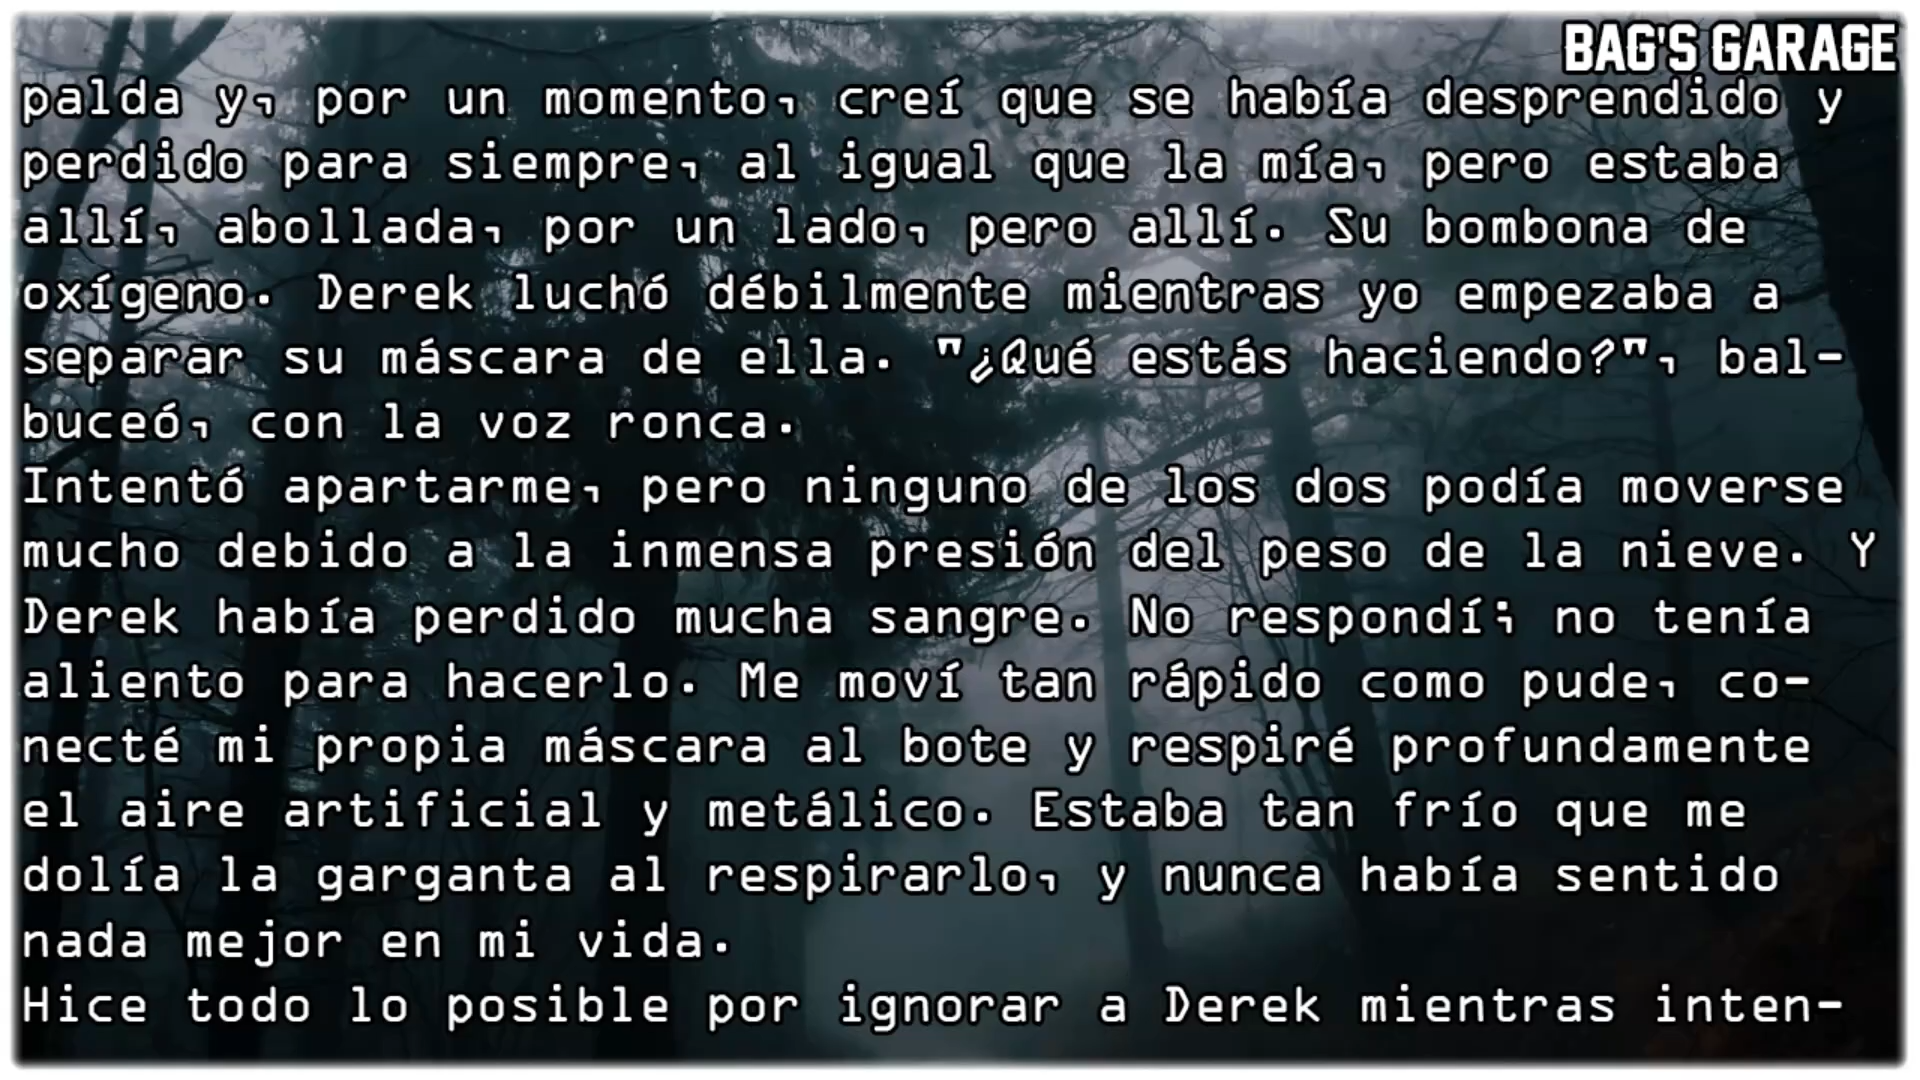 BAG'S GARAGE
palda y, por un momento, creí que se había desprendido y
perdido para siempre, al igual que la mía, pero estaba
allí, abollada, por un lado, pero allí. Su bombona de
oxígeno. Derek luchó débilmente mientras yo empezaba a
separar su máscara de ella. "¿Qué estás haciendo?", bal-
buceó, con la voz ronca.
Intentó apartarme, pero ninguno de los dos podía moverse
mucho debido a la inmensa presión del peso de la nieve. Y
Derek había perdido mucha sangre. No respondí; no tenía
aliento para hacerlo. Me moví tan rápido como pude, co-
necté mi propia máscara al bote y respiré profundamente
el aire artificial y metálico. Estaba tan frío que me
dolía la garganta al respirarlo, y nunca había sentido
nada mejor en mi vida.
Hice todo lo posible por ignorar a Derek mientras inten-